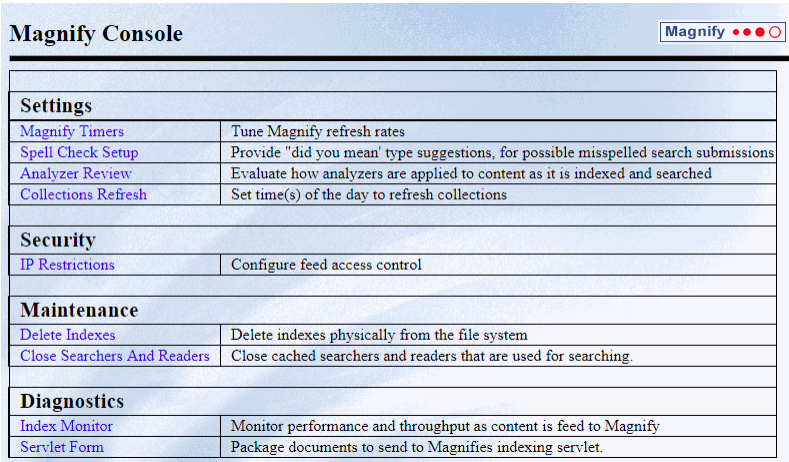 Magnify Console
Magnify
Settings
Magnify Timers Tune Magnify refresh rates
Spell Check Setup Provide "did you mean' type suggestions, for possible misspelled search submissions
Analyzer Review Evaluate how analyzers are applied to content as it is indexed and searched
Collections Refresh Set time(s) of the day to refresh collections
Security
IP Restrictions Configure feed access control
Maintenance
Delete Indexes Delete indexes physically from the file system
Close Searchers And Readers Close cached searchers and readers that are used for searching.
Diagnostics
Index Monitor Monitor performance and throughput as content is feed to Magnify
Servlet Form Package documents to send to Magnifies indexing servlet.